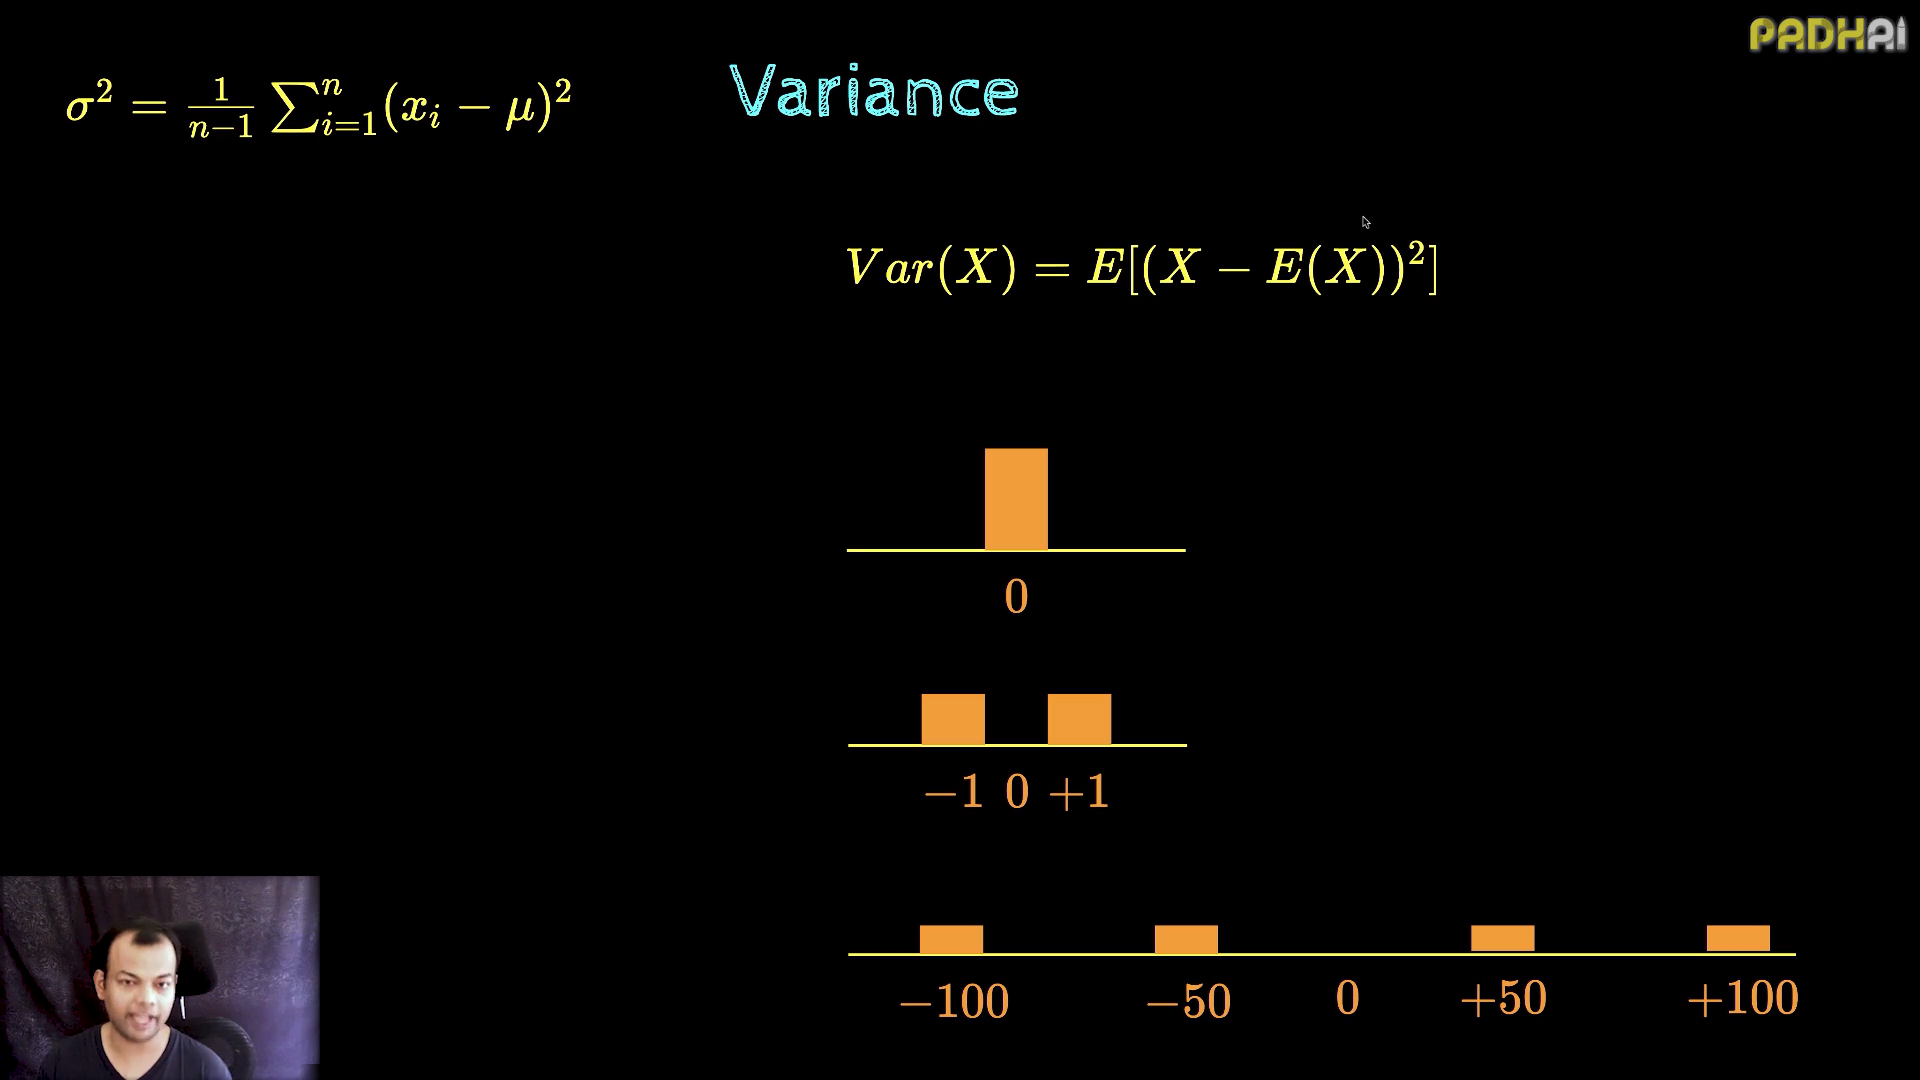 PADHAI
Variance
σ² = 1/(n−1) ∑ⁿᵢ₌₁(xᵢ − μ)²
Var(X) = E[(X − E(X))²]
0
−1 0 +1
−100 −50 0 +50 +100